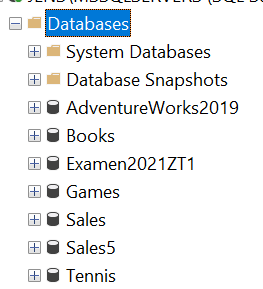 Databases
System Databases
Database Snapshots
AdventureWorks2019
Books
Examen2021ZT1
Games
Sales
Sales5
Tennis